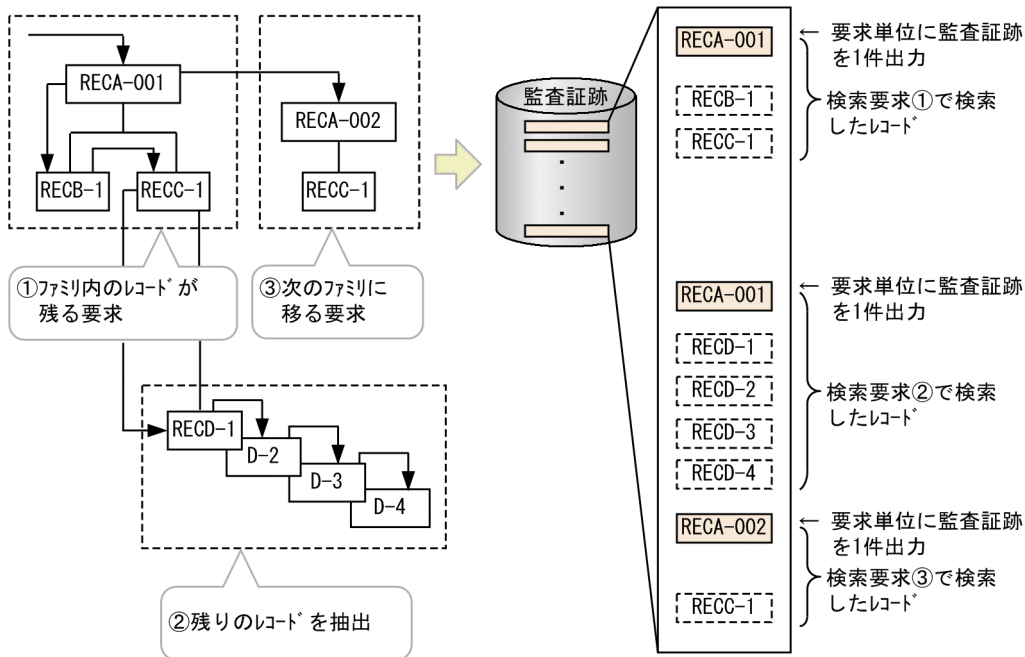 RECA-001
RECB-1
RECC-1
RECA-002
RECC-1
①ファミリ内のレコードが
残る要求
③次のファミリに
移る要求
RECD-1
D-2
D-3
D-4
②残りのレコードを抽出
監査証跡
・
・
・
RECA-001
← 要求単位に監査証跡
を1件出力
RECB-1
RECC-1
検索要求①で検索
したレコード
RECA-001
← 要求単位に監査証跡
を1件出力
RECD-1
RECD-2
RECD-3
RECD-4
検索要求②で検索
したレコード
RECA-002
← 要求単位に監査証跡
を1件出力
RECC-1
検索要求③で検索
したレコード